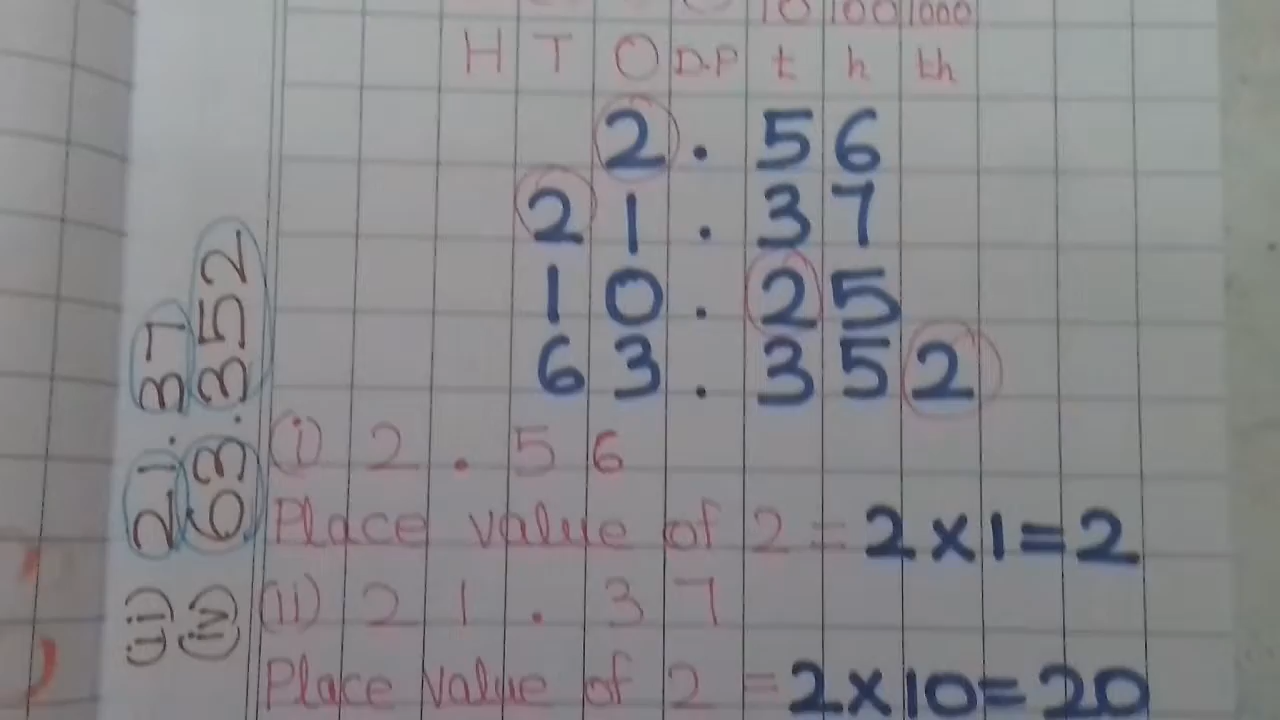 10 100 1000
H T O D.P t h th
2 . 5 6
2 1 . 3 7
1 0 . 2 5
6 3 . 3 5 2
(i) 2 . 5 6
Place value of 2 = 2×1=2
(ii) 2 1 . 3 7
Place value of 2 = 2×10=20
(ii) 21.37
(iv) 63.352